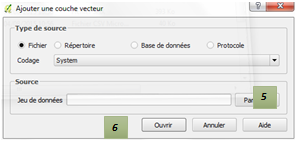 Ajouter une couche vecteur
Type de source
Fichier Répertoire Base de données Protocole
Codage System
Source
Jeu de données Par
5
6 Ouvrir Annuler Aide